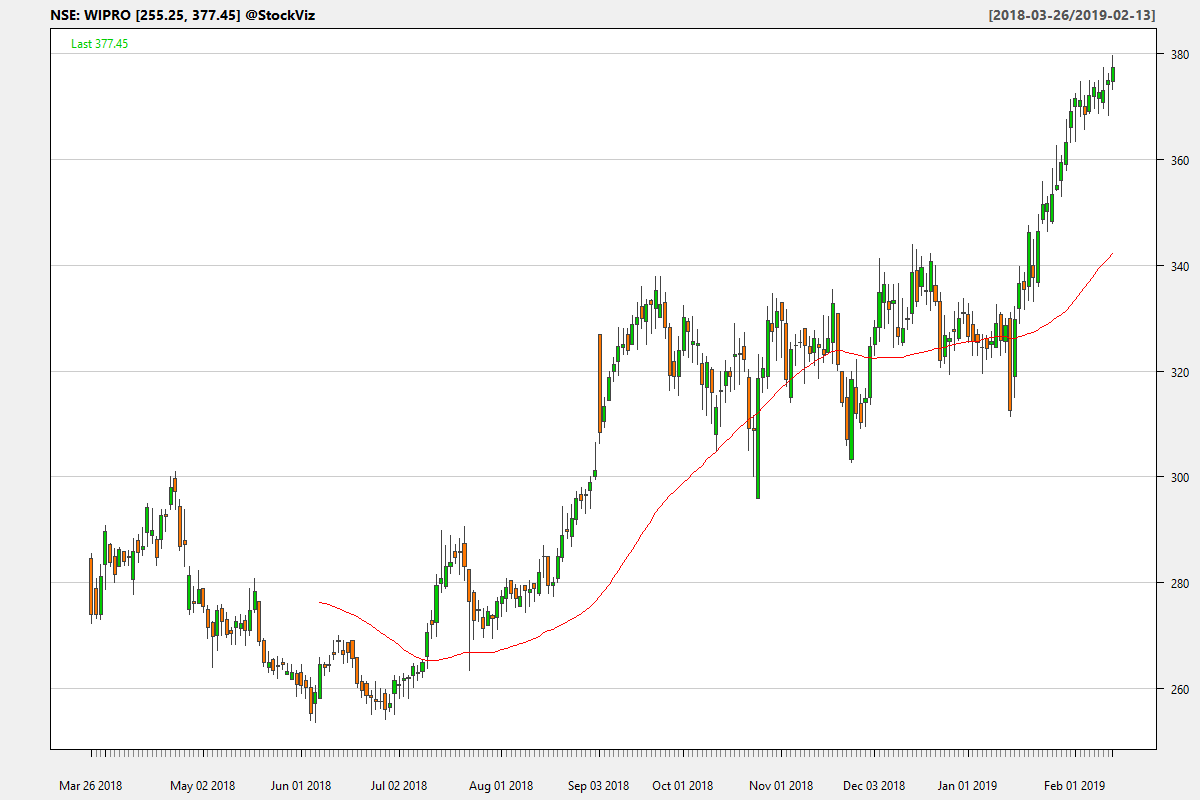 NSE: WIPRO [255.25, 377.45] @StockViz
[2018-03-26/2019-02-13]
Last 377.45
380
360
340
320
300
280
260
Mar 26 2018
May 02 2018
Jun 01 2018
Jul 02 2018
Aug 01 2018
Sep 03 2018
Oct 01 2018
Nov 01 2018
Dec 03 2018
Jan 01 2019
Feb 01 2019